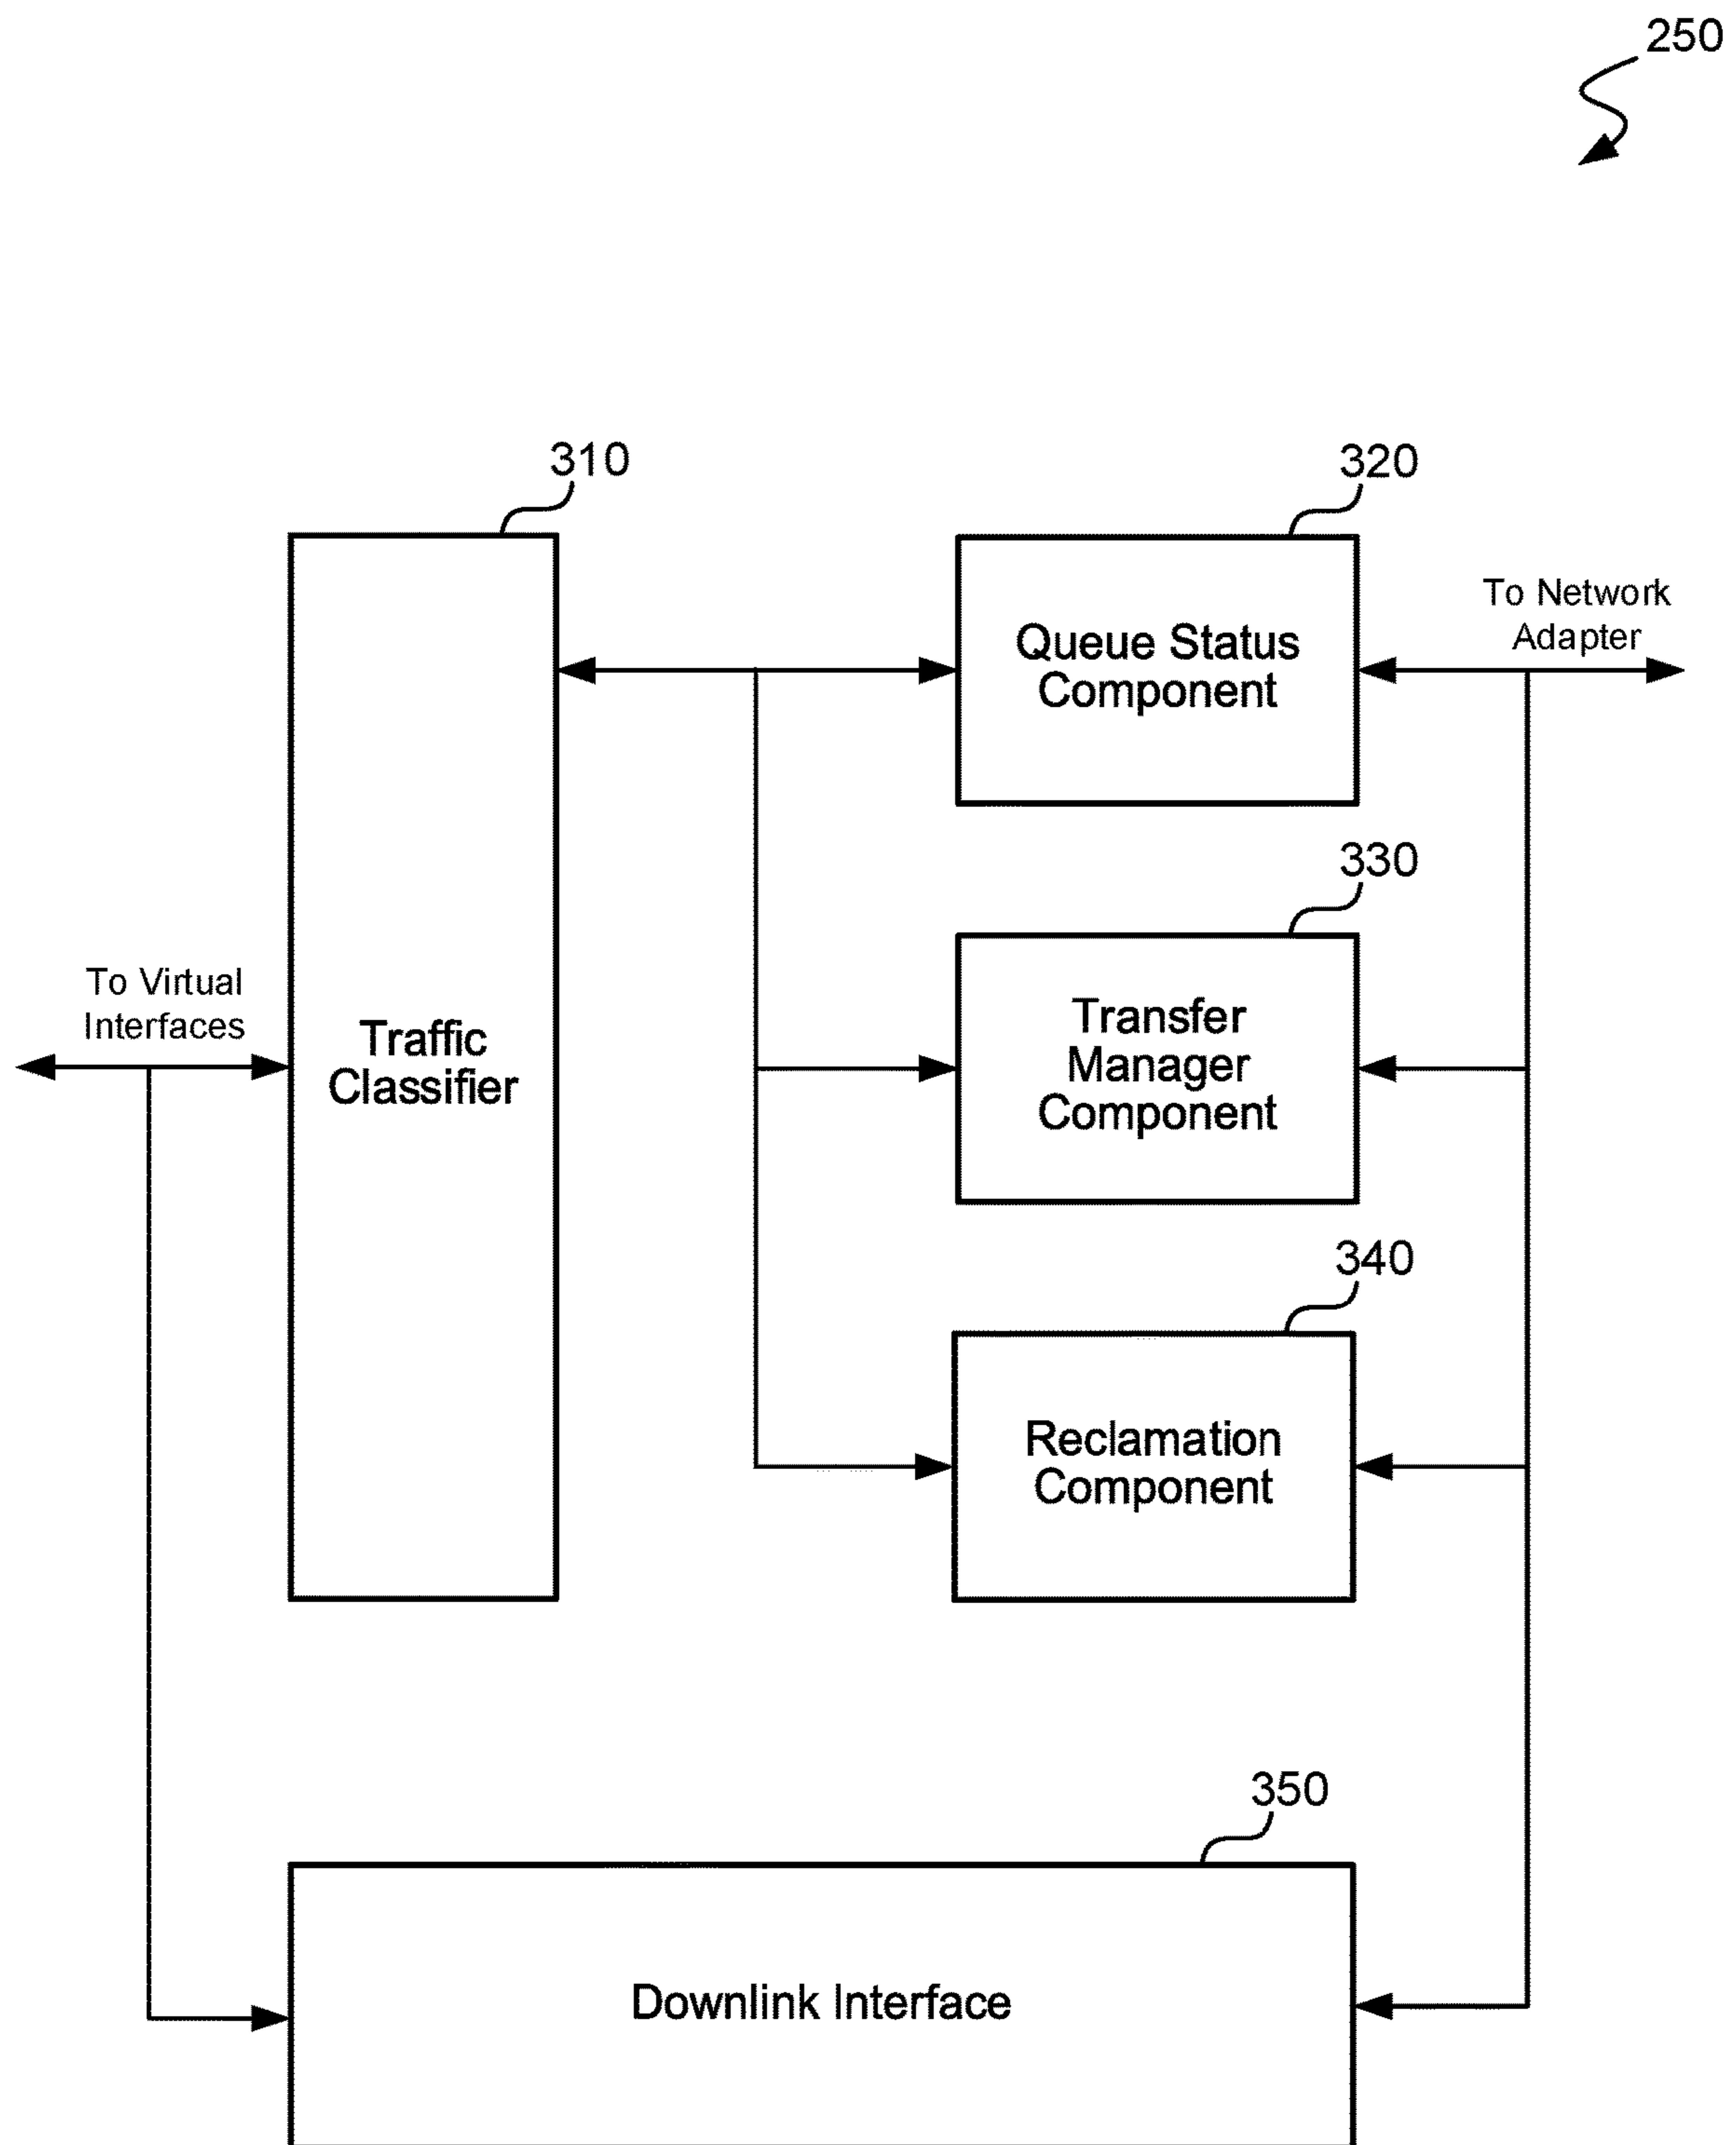 250
310
320
To Network
Adapter
Queue Status
Component
330
To Virtual
Interfaces
Traffic
Classifier
Transfer
Manager
Component
340
Reclamation
Component
350
Downlink Interface